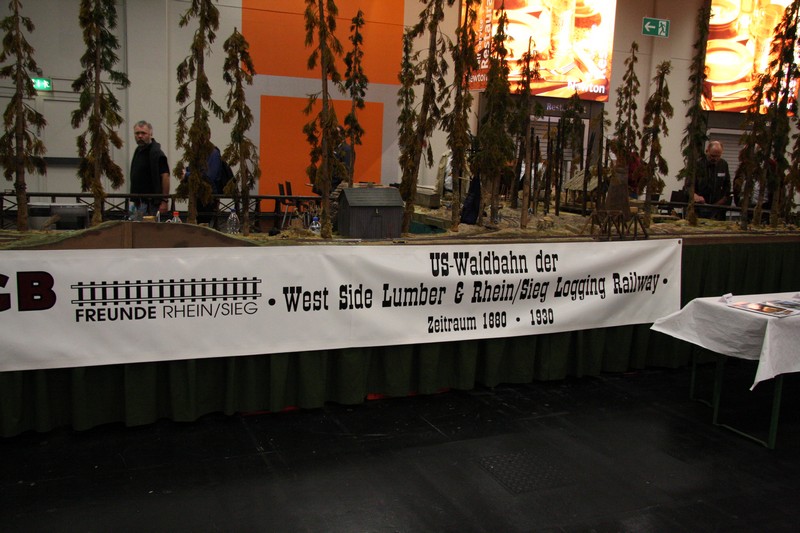 GB
FREUNDE RHEIN/SIEG
US-Waldbahn der
· West Side Lumber & Rhein/Sieg Logging Railway ·
Zeitraum 1880 · 1930